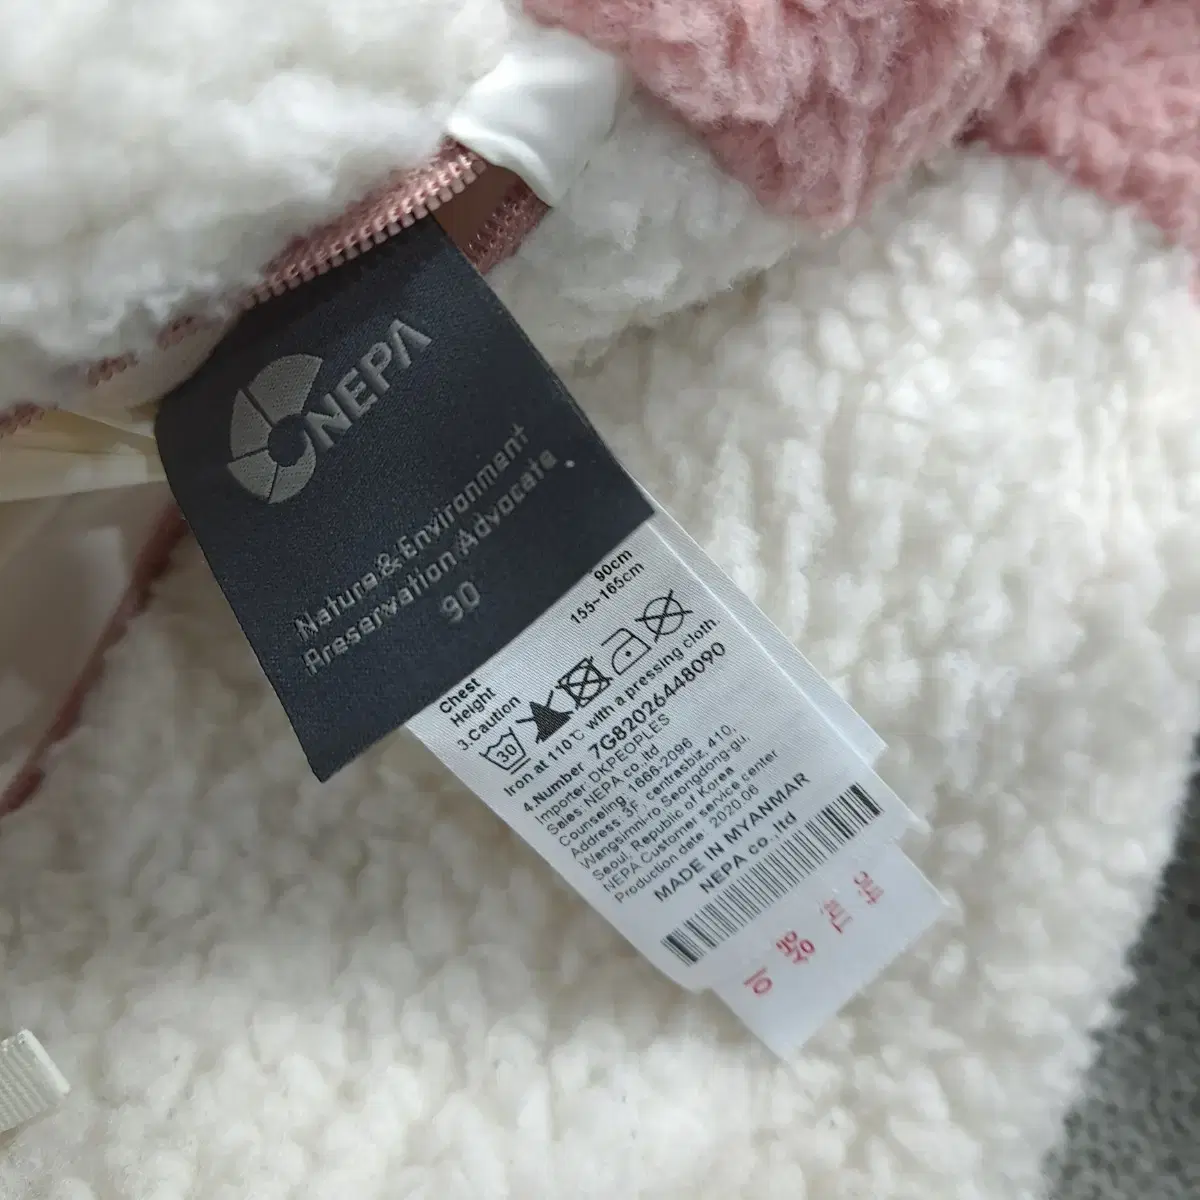 NEPA
Nature & Environment
Preservation Advocate
90
Chest 90cm
Height 155~165cm
3.Caution
30
Iron at 110℃ with a pressing cloth.
4.Number 7G82026448090
Importer: DKPEOPLES
Sales: NEPA co.,ltd
Counseling: 1666-2096
Address: 3F, centrasbiz, 410,
Wangsimni-ro, Seongdong-gu,
Seoul, Republic of Korea
NEPA Customer service center
Production date : 2020.06
MADE IN MYANMAR
NEPA co.,ltd